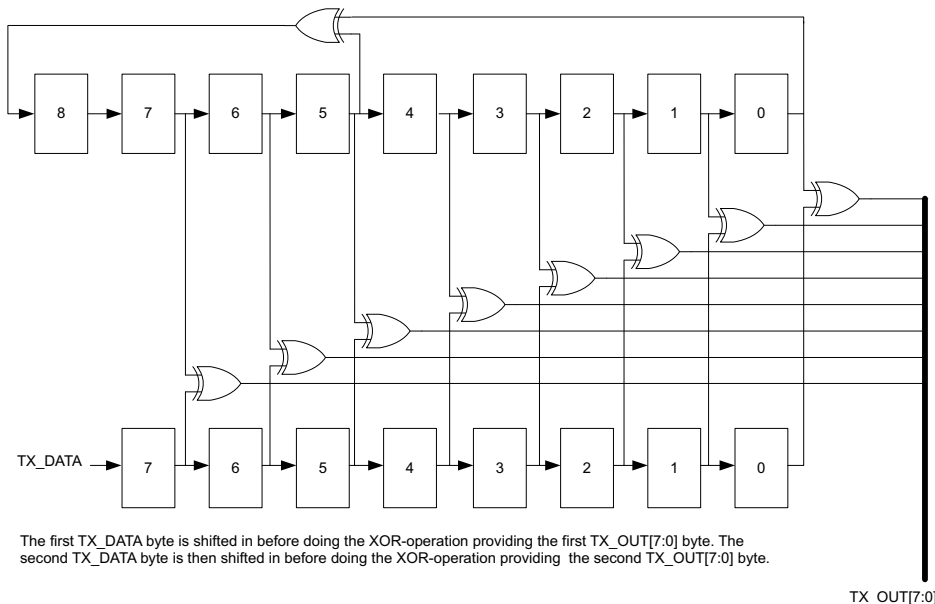 8 7 6 5 4 3 2 1 0
TX_DATA 7 6 5 4 3 2 1 0
The first TX_DATA byte is shifted in before doing the XOR-operation providing the first TX_OUT[7:0] byte. The
second TX_DATA byte is then shifted in before doing the XOR-operation providing the second TX_OUT[7:0] byte.
TX_OUT[7:0]